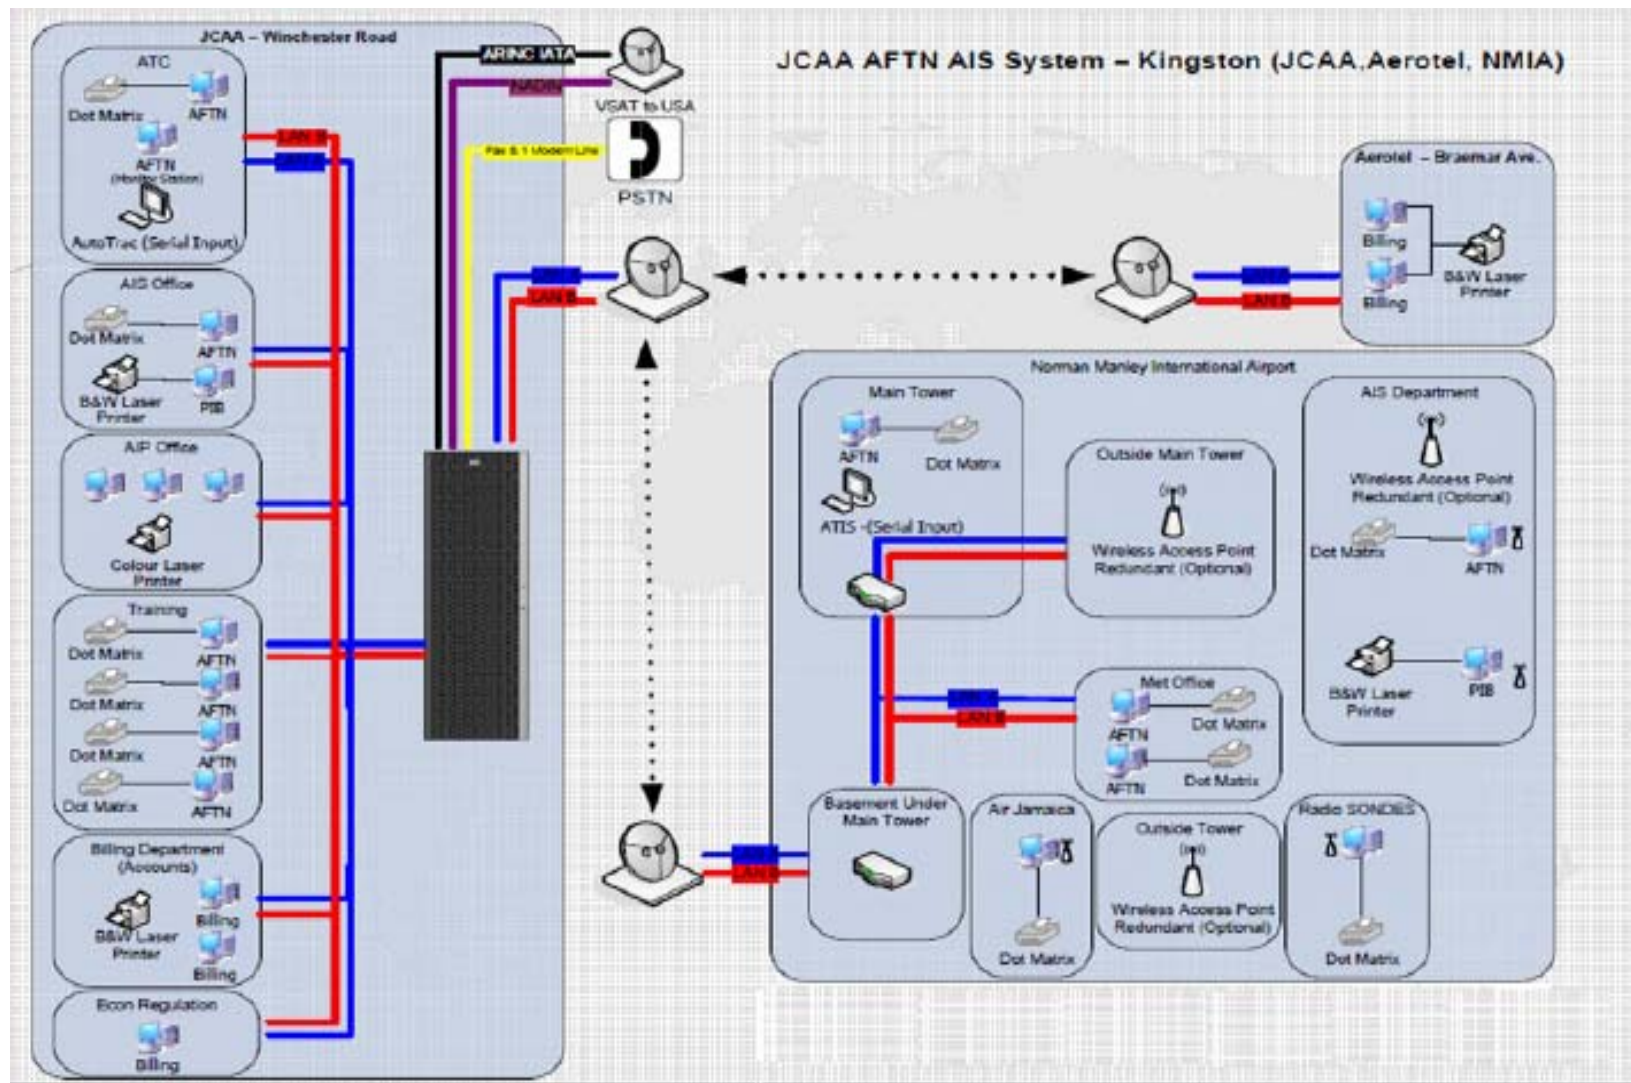 JCAA – Winchester Road
ATC
Dot Matrix
AFTN
AFTN
(Monitor Station)
AutoTrac (Serial Input)
LAN B
LAN A
AIS Office
Dot Matrix
AFTN
B&W Laser
Printer
PIB
AIP Office
Colour Laser
Printer
Training
Dot Matrix
AFTN
Dot Matrix
AFTN
Dot Matrix
AFTN
Dot Matrix
AFTN
Billing Department
(Accounts)
Billing
B&W Laser
Printer
Billing
Econ Regulation
Billing
ARINC IATA
NADIN
VSAT to USA
Fax & 1 Modem Line
PSTN
LAN A
LAN B
JCAA AFTN AIS System – Kingston (JCAA,Aerotel, NMIA)
Aerotel – Braemar Ave.
Billing
Billing
B&W Laser
Printer
LAN A
LAN B
Norman Manley International Airport
Main Tower
AFTN
Dot Matrix
ATIS -(Serial Input)
Outside Main Tower
Wireless Access Point
Redundant (Optional)
AIS Department
Wireless Access Point
Redundant (Optional)
Dot Matrix
AFTN
B&W Laser
Printer
PIB
LAN A
LAN B
Met Office
AFTN
Dot Matrix
AFTN
Dot Matrix
LAN A
LAN B
Basement Under
Main Tower
Air Jamaica
Dot Matrix
Outside Tower
Wireless Access Point
Redundant (Optional)
Radio SONDES
Dot Matrix